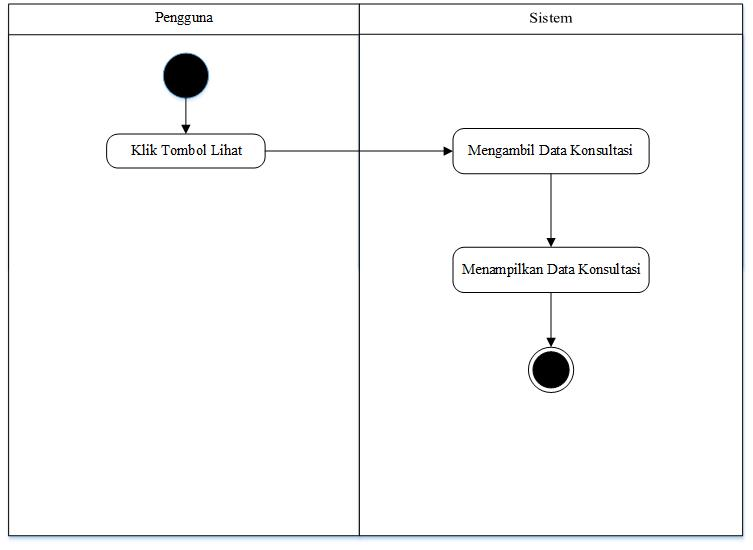 Pengguna
Sistem
Klik Tombol Lihat
Mengambil Data Konsultasi
Menampilkan Data Konsultasi